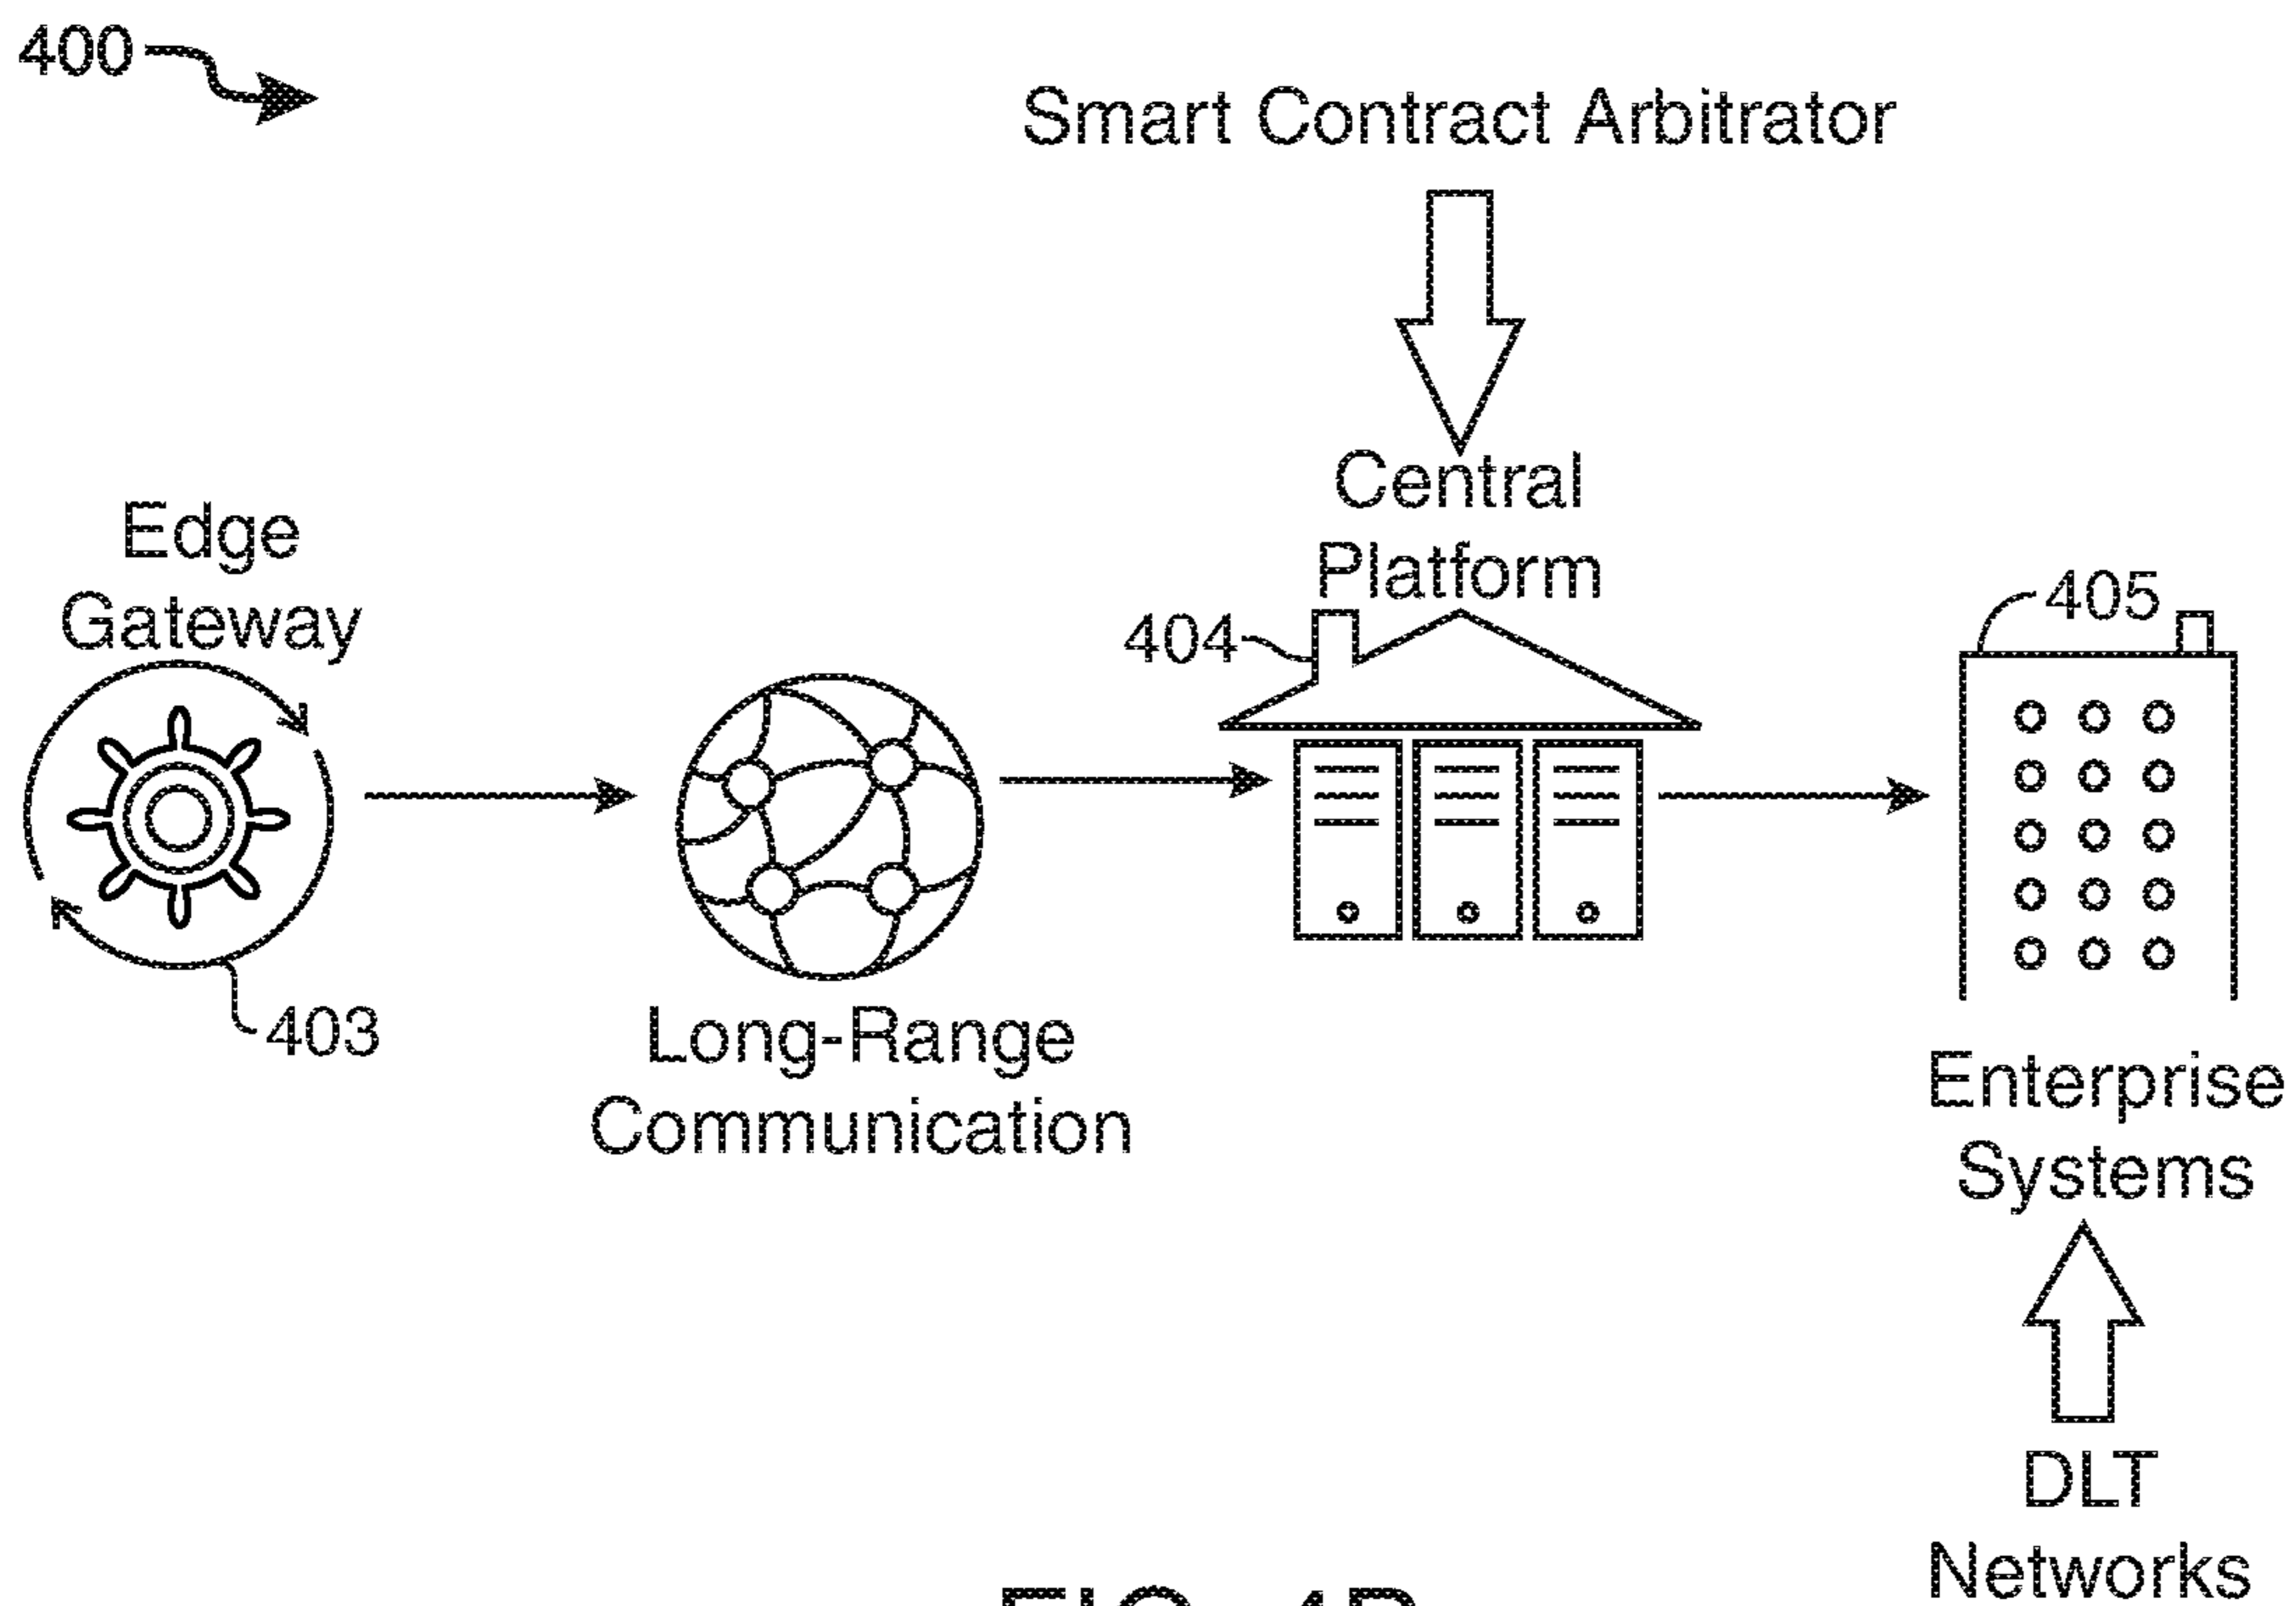 400
Smart Contract Arbitrator
Central
Platform
Edge
Gateway
404
405
403
Long-Range
Communication
Enterprise
Systems
DLT
Networks